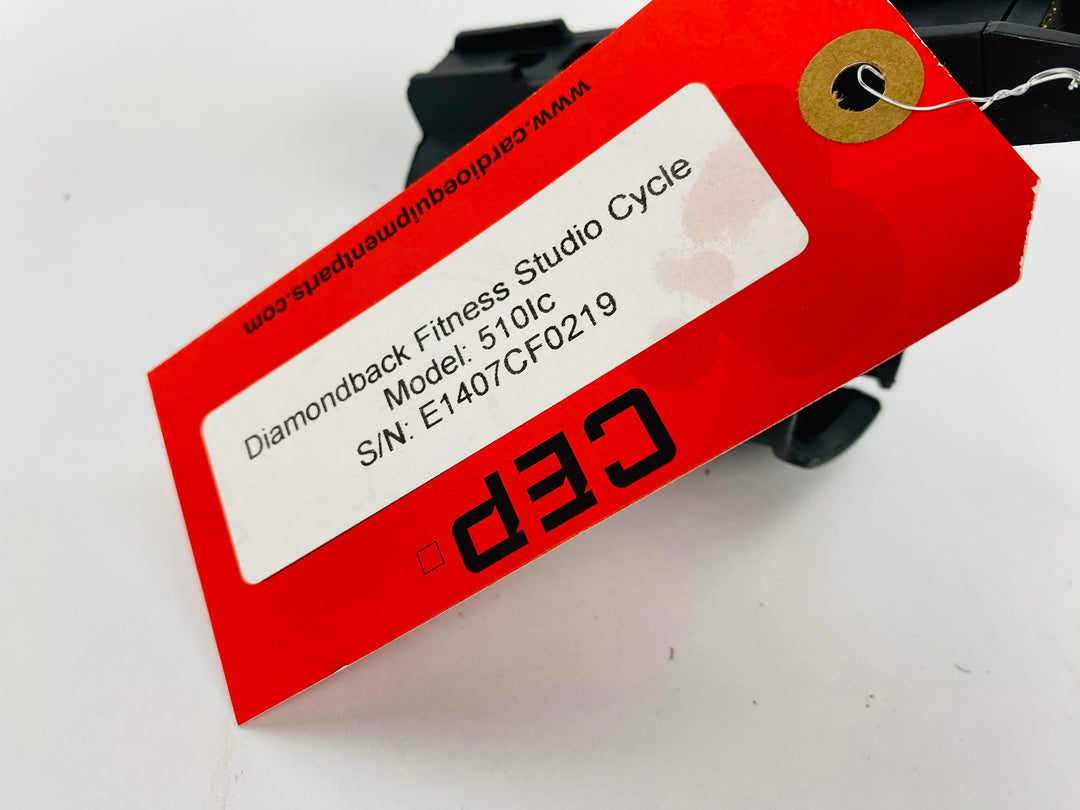 www.cardioequipmentparts.com
Diamondback Fitness Studio Cycle
Model: 510Ic
S/N: E1407CF0219
CEP